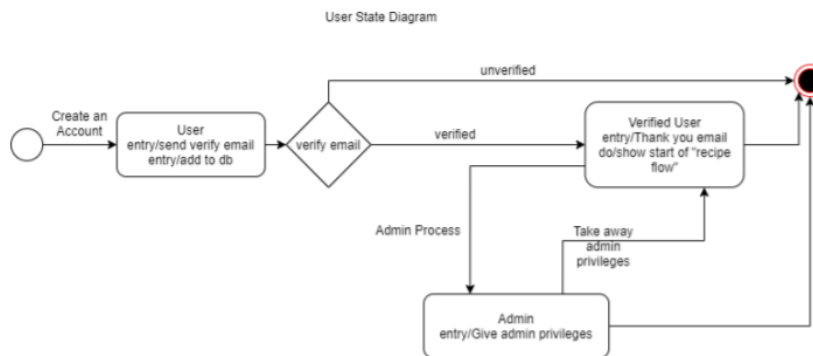 User State Diagram
unverified
Create an
Account
User
entry/send verify email
entry/add to db
verify email
verified
Verified User
entry/Thank you email
do/show start of "recipe
flow"
Admin Process
Take away
admin
privileges
Admin
entry/Give admin privileges